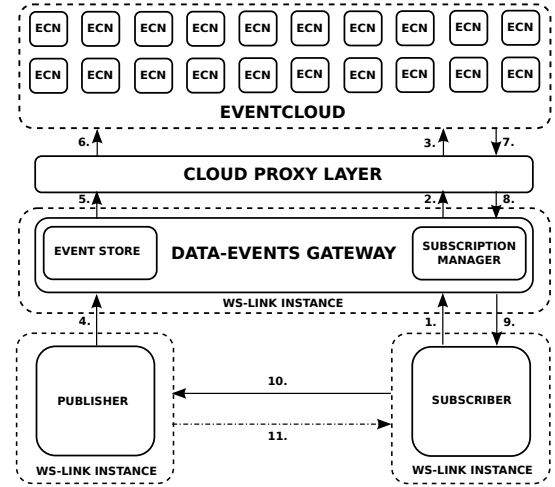 ECN ECN ECN ECN ECN ECN ECN ECN ECN ECN
ECN ECN ECN ECN ECN ECN ECN ECN ECN ECN
EVENTCLOUD
6. 3. 7.
CLOUD PROXY LAYER
5. 2. 8.
EVENT STORE
DATA-EVENTS GATEWAY
SUBSCRIPTION
MANAGER
WS-LINK INSTANCE
4. 1. 9.
PUBLISHER
10.
SUBSCRIBER
11.
WS-LINK INSTANCE
WS-LINK INSTANCE